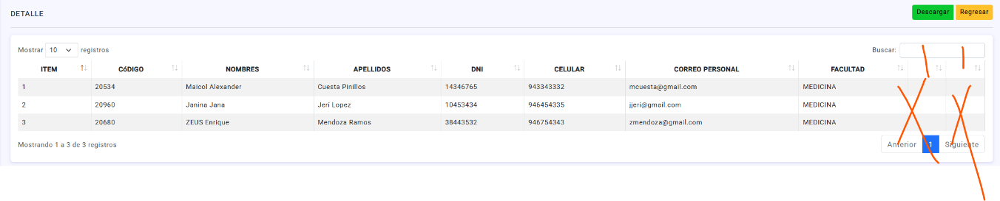 DETALLE
Descargar Regresar
Mostrar 10 registros
Buscar:
ITEM CóDIGO NOMBRES APELLIDOS DNI CELULAR CORREO PERSONAL FACULTAD
1 20534 Maicol Alexander Cuesta Pinillos 14346765 943343332 mcuesta@gmail.com MEDICINA
2 20960 Janina Jana Jerí Lopez 10453434 946454335 jjeri@gmail.com MEDICINA
3 20680 ZEUS Enrique Mendoza Ramos 38443532 946754343 zmendoza@gmail.com MEDICINA
Mostrando 1 a 3 de 3 registros
Anterior 1 Siguiente